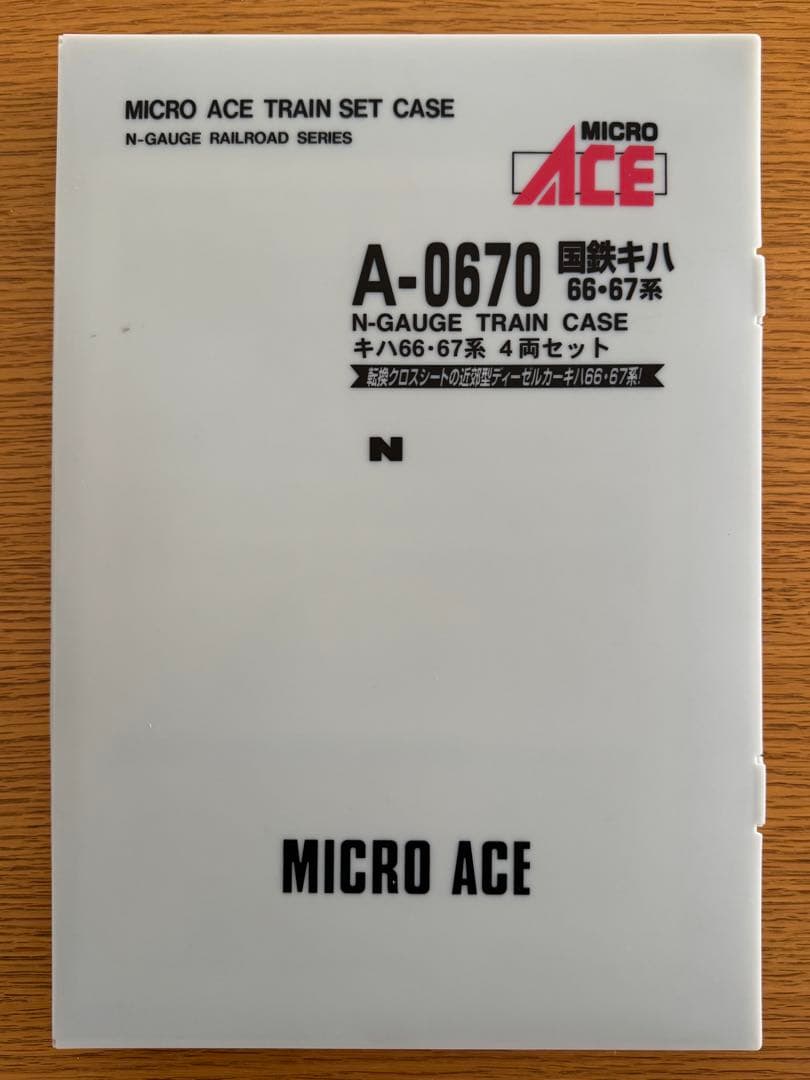 MICRO ACE TRAIN SET CASE
N-GAUGE RAILROAD SERIES
MICRO
ACE
A-0670 国鉄キハ
66・67系
N-GAUGE TRAIN CASE
キハ66・67系 4両セット
転換クロスシートの近郊型ディーゼルカーキハ66・67系!
N
MICRO ACE